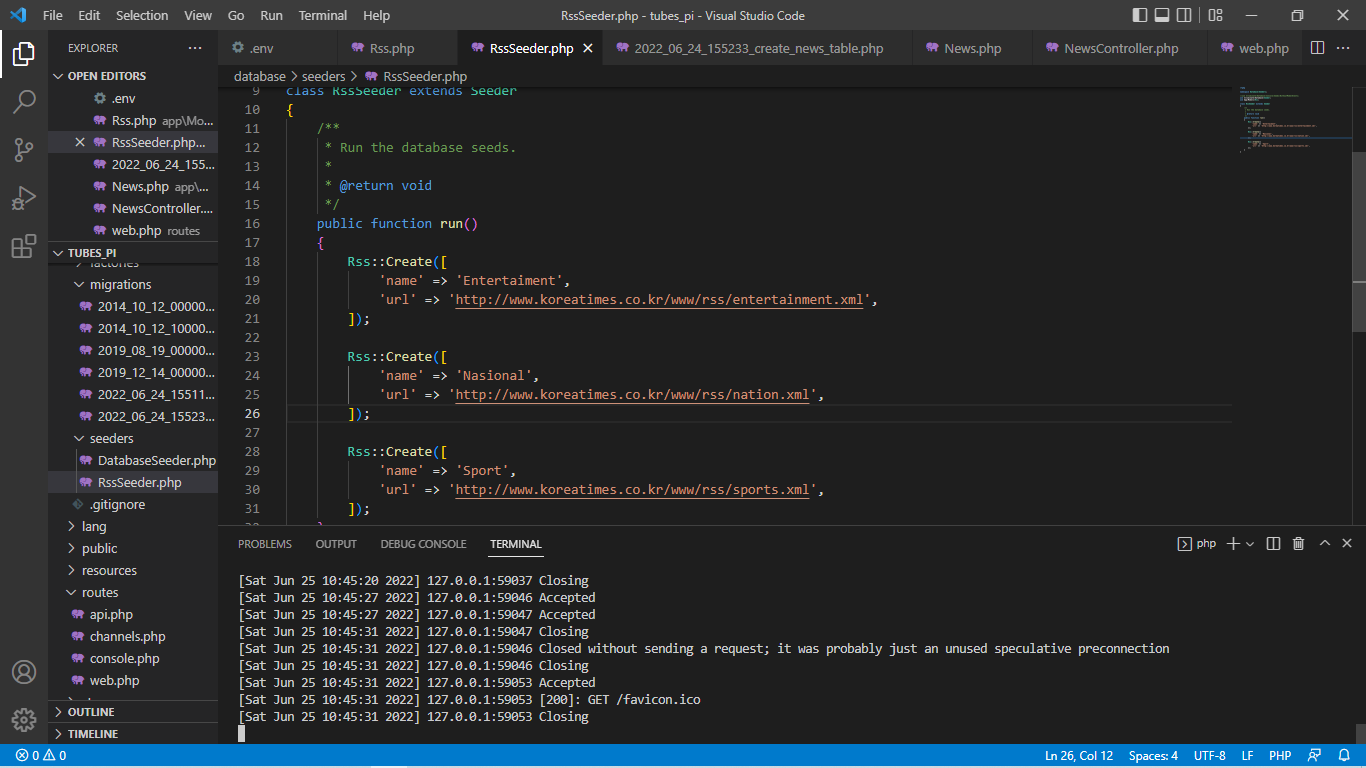 File Edit Selection View Go Run Terminal Help RssSeeder.php - tubes_pi - Visual Studio Code
EXPLORER
OPEN EDITORS
.env
Rss.php app\Mo...
RssSeeder.php...
2022_06_24_155...
News.php app\...
NewsController....
web.php routes
TUBES_PI
factories
migrations
2014_10_12_00000...
2014_10_12_10000...
2019_08_19_00000...
2019_12_14_00000...
2022_06_24_15511...
2022_06_24_15523...
seeders
DatabaseSeeder.php
RssSeeder.php
.gitignore
lang
public
resources
routes
api.php
channels.php
console.php
web.php
OUTLINE
TIMELINE
.env Rss.php RssSeeder.php 2022_06_24_155233_create_news_table.php News.php NewsController.php web.php
database > seeders > RssSeeder.php
9 class RssSeeder extends Seeder
10 {
11 /**
12 * Run the database seeds.
13 *
14 * @return void
15 */
16 public function run()
17 {
18 Rss::Create([
19 'name' => 'Entertaiment',
20 'url' => 'http://www.koreatimes.co.kr/www/rss/entertainment.xml',
21 ]);
22
23 Rss::Create([
24 'name' => 'Nasional',
25 'url' => 'http://www.koreatimes.co.kr/www/rss/nation.xml',
26 ]);
27
28 Rss::Create([
29 'name' => 'Sport',
30 'url' => 'http://www.koreatimes.co.kr/www/rss/sports.xml',
31 ]);
PROBLEMS OUTPUT DEBUG CONSOLE TERMINAL php
[Sat Jun 25 10:45:20 2022] 127.0.0.1:59037 Closing
[Sat Jun 25 10:45:27 2022] 127.0.0.1:59046 Accepted
[Sat Jun 25 10:45:27 2022] 127.0.0.1:59047 Accepted
[Sat Jun 25 10:45:31 2022] 127.0.0.1:59047 Closing
[Sat Jun 25 10:45:31 2022] 127.0.0.1:59046 Closed without sending a request; it was probably just an unused speculative preconnection
[Sat Jun 25 10:45:31 2022] 127.0.0.1:59046 Closing
[Sat Jun 25 10:45:31 2022] 127.0.0.1:59053 Accepted
[Sat Jun 25 10:45:31 2022] 127.0.0.1:59053 [200]: GET /favicon.ico
[Sat Jun 25 10:45:31 2022] 127.0.0.1:59053 Closing
0 0 Ln 26, Col 12 Spaces: 4 UTF-8 LF PHP